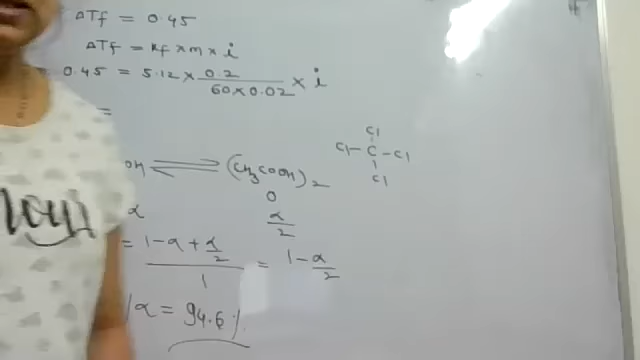 ΔTf = 0.45
ΔTf = Kf × m × i
0.45 = 5.12 × 0.2 / 60×0.02 × i
=
Cl
Cl – C – Cl
Cl
OH ⇌ (CH3COOH)2
0
α α/2
= 1-α+α/2 / 1 = 1-α/2
α = 94.6 %.